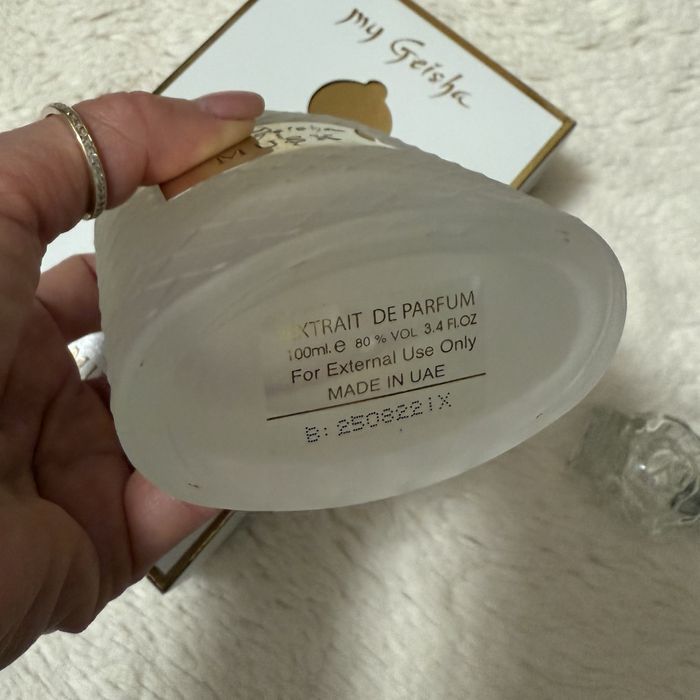 my Geisha
EXTRAIT DE PARFUM
100ml.e 80 % VOL 3.4 Fl.OZ
For External Use Only
MADE IN UAE
B: 2508221X